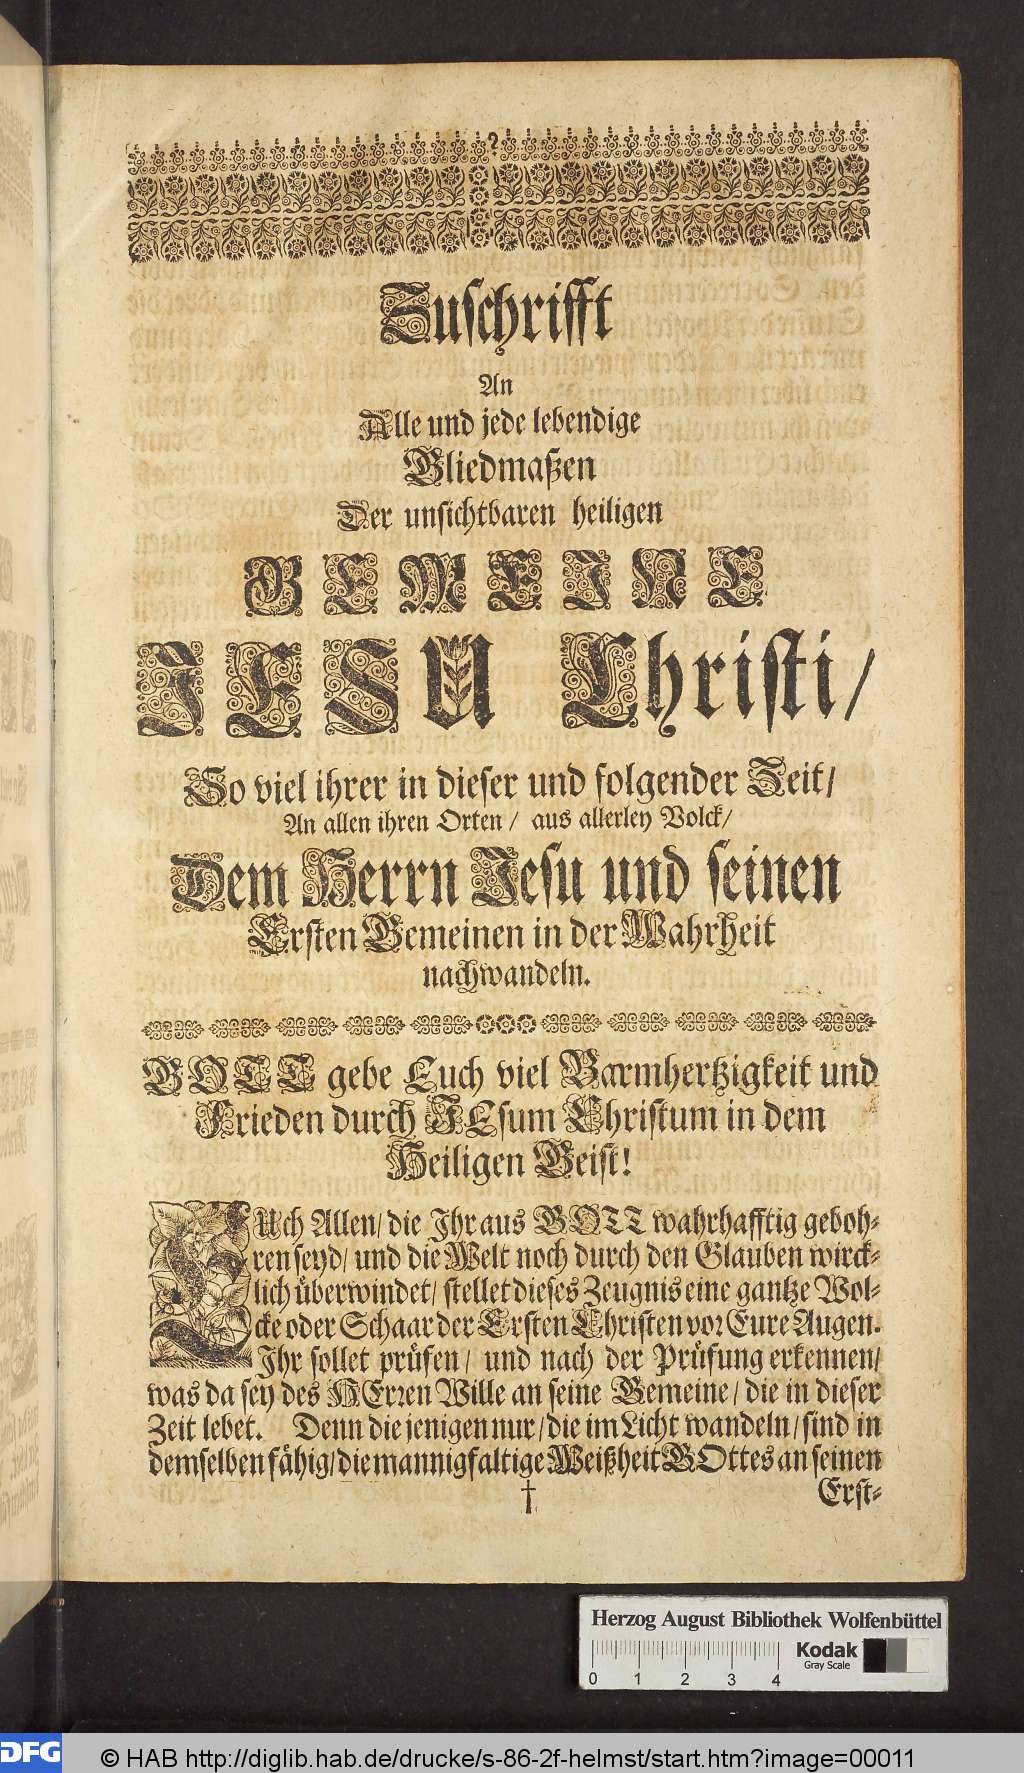 Zuschrifft
An
Alle und jede lebendige
Gliedmaßen
Der unsichtbaren heiligen
GEMEINE
JESU Christi/
So viel ihrer in dieser und folgender Zeit/
An allen ihren Orten/ aus allerley Volck/
Dem Herrn Jesu und seinen
Ersten Gemeinen in der Wahrheit
nachwandeln.
GOTT gebe Euch viel Barmhertzigkeit und
Frieden durch JEsum Christum in dem
Heiligen Geist!
EUch Allen/ die Ihr aus GOTT wahrhafftig geboh-
ren seyd/ und die Welt noch durch den Glauben wirck-
lich überwindet/ stellet dieses Zeugnis eine gantze Wol-
cke oder Schaar der Ersten Christen vor Eure Augen.
Ihr sollet prüfen/ und nach der Prüfung erkennen/
was da sey des HErren Wille an seine Gemeine/ die in dieser
Zeit lebet. Denn diejenigen nur/ die im Licht wandeln/ sind in
demselben fähig/ die mannigfaltige Weißheit GOttes an seinen
† Erst-
Herzog August Bibliothek Wolfenbüttel
Kodak
Gray Scale
0 1 2 3 4
DFG © HAB http://diglib.hab.de/drucke/s-86-2f-helmst/start.htm?image=00011